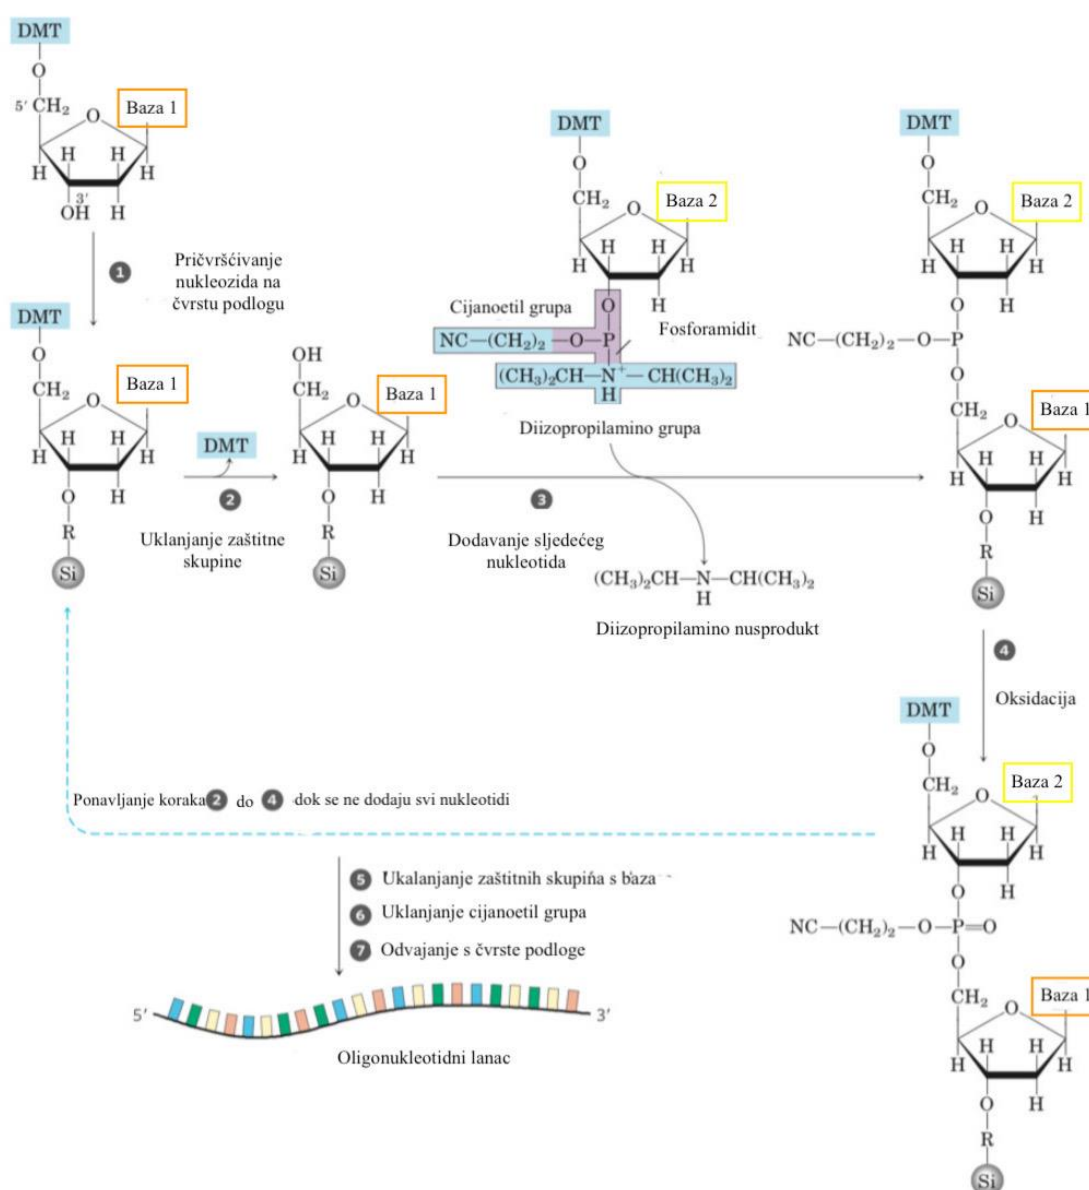 DMT
O
5' CH₂
O
Baza 1
H
H
H
H
3'
OH
H
1
Pričvršćivanje
nukleozida na
čvrstu podlogu
DMT
O
CH₂
O
Baza 1
H
H
H
H
O
H
R
Si
DMT
2
Uklanjanje zaštitne
skupine
OH
CH₂
O
Baza 1
H
H
H
H
O
H
R
Si
DMT
O
CH₂
O
Baza 2
H
H
H
H
H
Cijanoetil grupa
O
Fosforamidit
NC—(CH₂)₂—O—P
(CH₃)₂CH—N⁺—CH(CH₃)₂
H
Diizopropilamino grupa
3
Dodavanje sljedećeg
nukleotida
(CH₃)₂CH—N—CH(CH₃)₂
H
Diizopropilamino nusprodukt
DMT
O
CH₂
O
Baza 2
H
H
H
H
O
H
NC—(CH₂)₂—O—P
O
CH₂
O
Baza 1
H
H
H
H
O
H
R
Si
4
Oksidacija
DMT
O
CH₂
O
Baza 2
H
H
H
H
O
H
NC—(CH₂)₂—O—P=O
O
CH₂
O
Baza 1
H
H
H
H
O
H
R
Si
Ponavljanje koraka 2 do 4 dok se ne dodaju svi nukleotidi
5 Ukalanjanje zaštitnih skupina s baza
6 Uklanjanje cijanoetil grupa
7 Odvajanje s čvrste podloge
5' 3'
Oligonukleotidni lanac